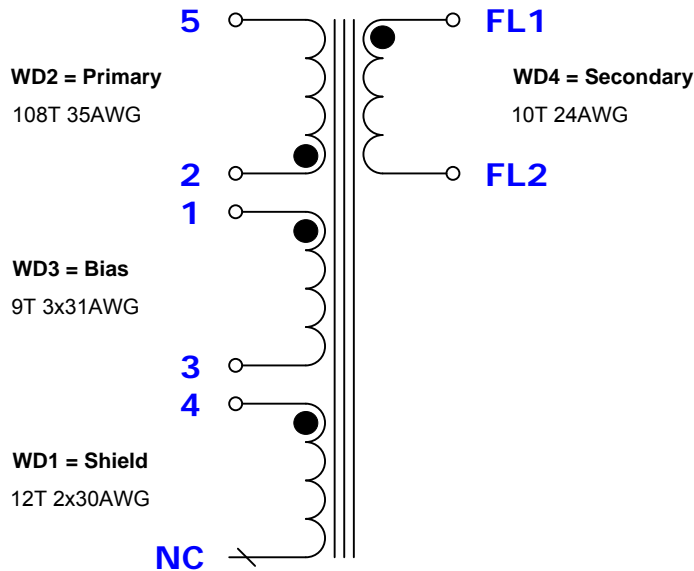 5
FL1
WD2 = Primary
108T 35AWG
WD4 = Secondary
10T 24AWG
2
FL2
1
WD3 = Bias
9T 3x31AWG
3
4
WD1 = Shield
12T 2x30AWG
NC